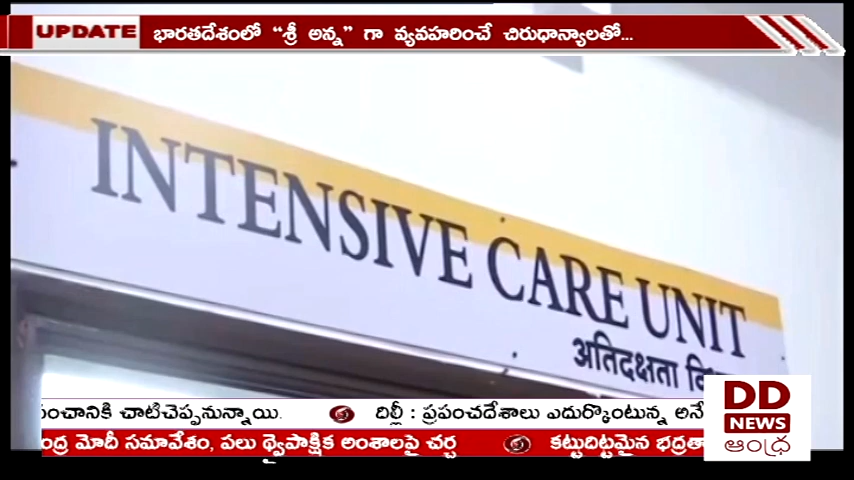 UPDATE భారతదేశంలో “శ్రీ అన్న” గా వ్యవహరించే చిరుధాన్యాలతో...
INTENSIVE CARE UNIT
अतिदक्षता
చాటిచెప్పనున్నాయి. దిల్లీ : ప్రపంచదేశాలు ఎదుర్కొంటున్న అనే
మోదీ సమావేశం, పలు ద్వైపాక్షిక అంశాలపై చర్చ కట్టుదిట్టమైన భద్రతా
DD
NEWS
ఆంధ్ర